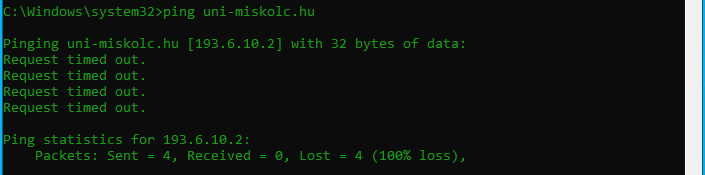 C:\Windows\system32>ping uni-miskolc.hu
Pinging uni-miskolc.hu [193.6.10.2] with 32 bytes of data:
Request timed out.
Request timed out.
Request timed out.
Request timed out.
Ping statistics for 193.6.10.2:
    Packets: Sent = 4, Received = 0, Lost = 4 (100% loss),